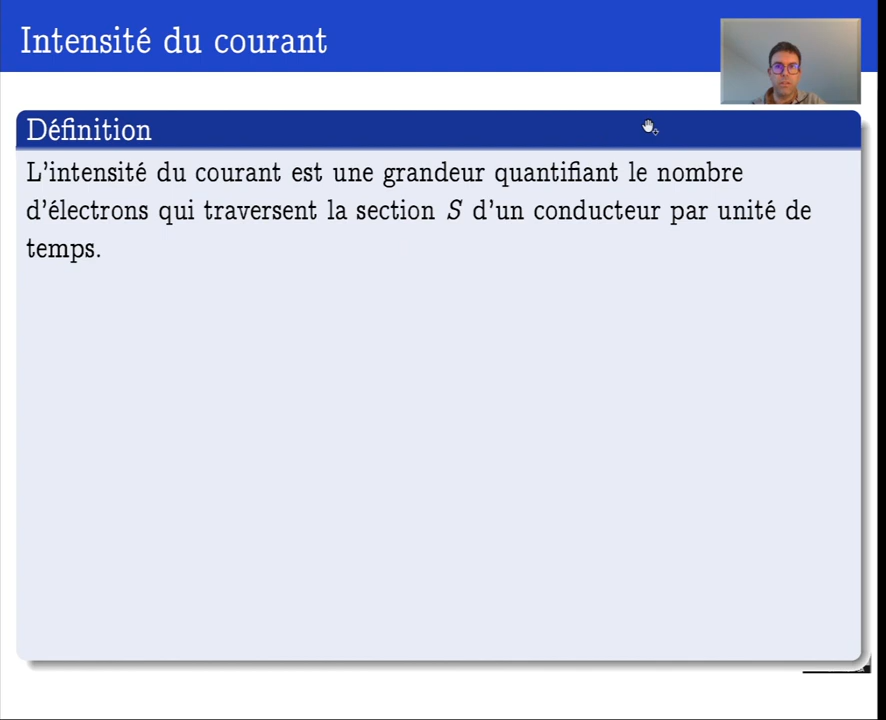 Intensité du courant
Définition
L'intensité du courant est une grandeur quantifiant le nombre
d'électrons qui traversent la section S d'un conducteur par unité de
temps.